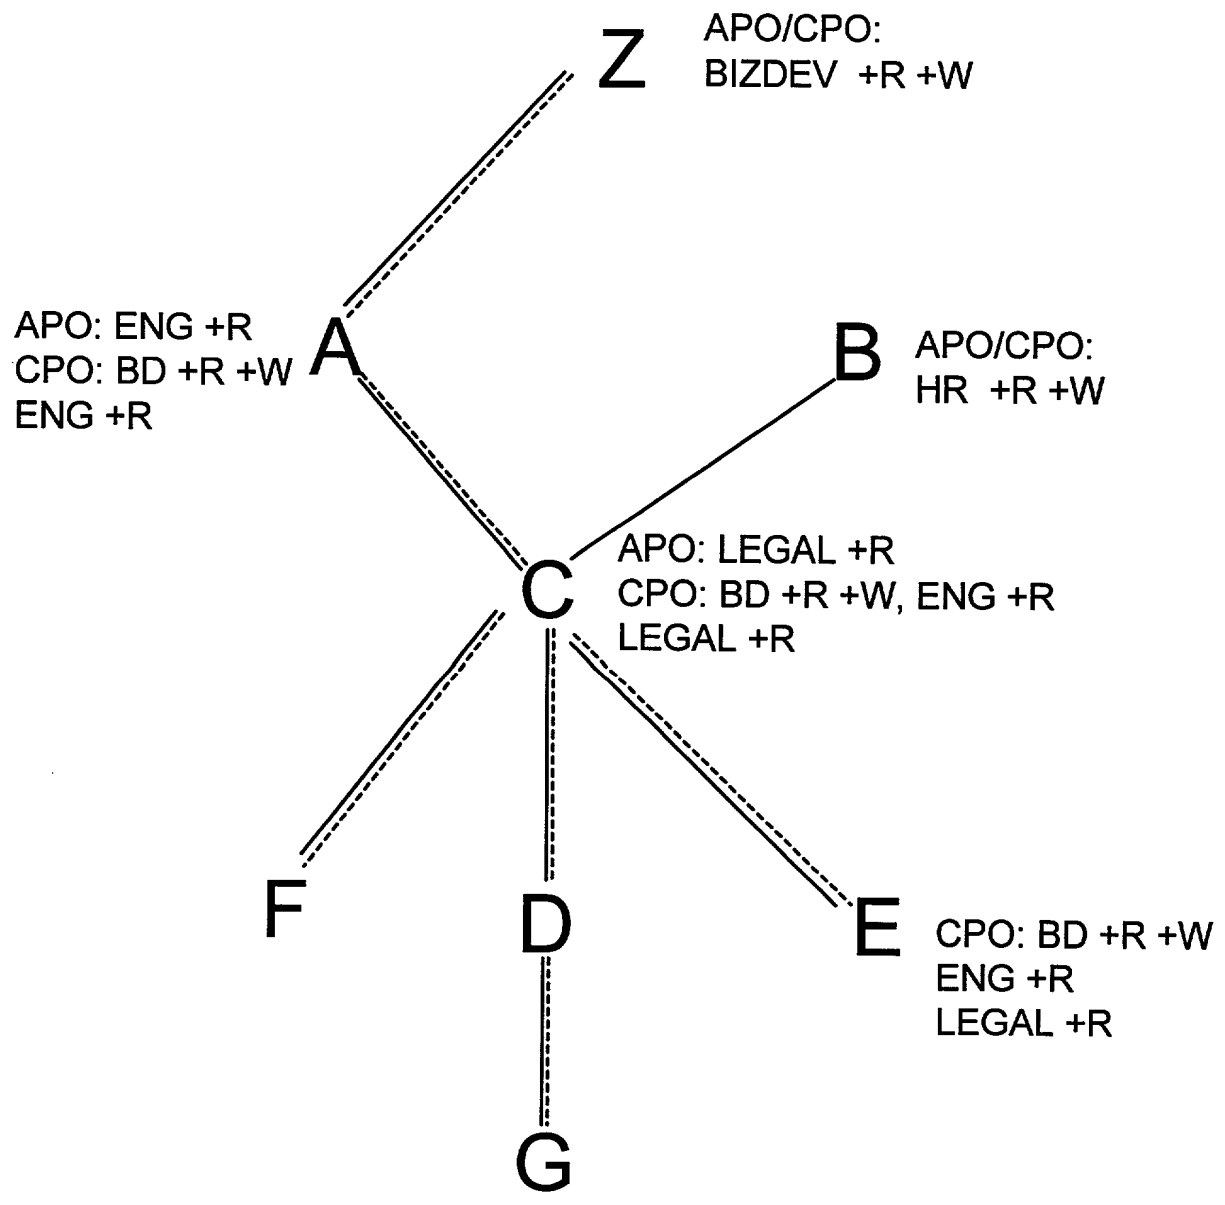 Z
APO/CPO:
BIZDEV +R +W
A
APO: ENG +R
CPO: BD +R +W
ENG +R
B
APO/CPO:
HR +R +W
C
APO: LEGAL +R
CPO: BD +R +W, ENG +R
LEGAL +R
F
D
E
CPO: BD +R +W
ENG +R
LEGAL +R
G